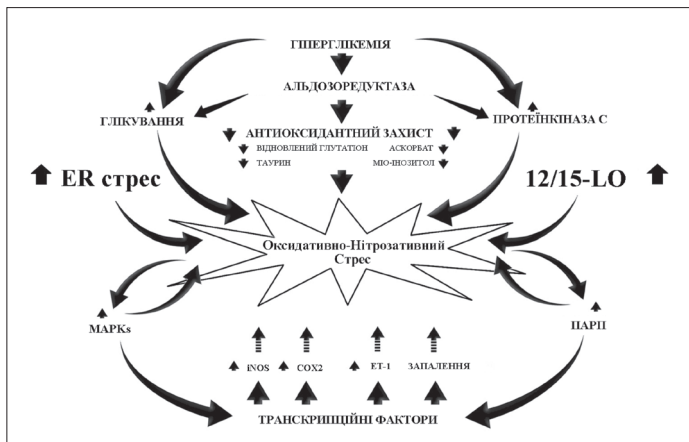 ГІПЕРГЛІКЕМІЯ
АЛЬДОЗОРЕДУКТАЗА
ГЛІКУВАННЯ
ПРОТЕЇНКІНАЗА С
АНТИОКСИДАНТНИЙ ЗАХИСТ
ВІДНОВЛЕНИЙ ГЛУТАТІОН АСКОРБАТ
ТАУРИН МІО-ІНОЗИТОЛ
ER стрес 12/15-LO
Оксидативно-Нітрозативний
Стрес
МАРКs ПАРП
iNOS COX2 ET-1 ЗАПАЛЕННЯ
ТРАНСКРИПЦІЙНІ ФАКТОРИ